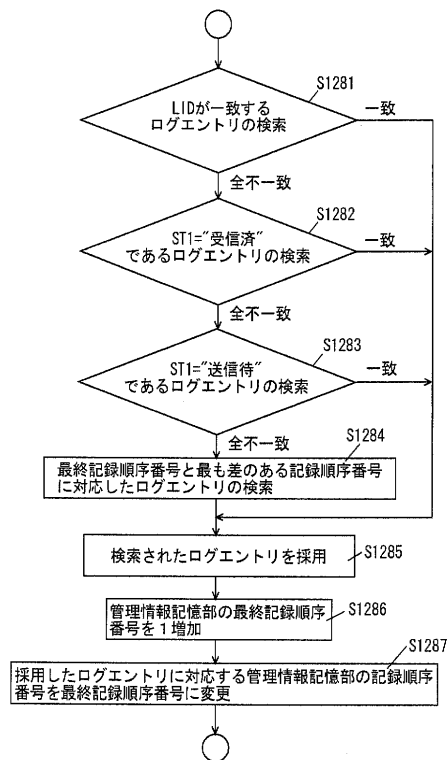 S1281
LIDが一致する
ログエントリの検索
一致
全不一致
S1282
ST1="受信済"
であるログエントリの検索
一致
全不一致
S1283
ST1="送信待"
であるログエントリの検索
一致
全不一致
S1284
最終記録順序番号と最も差のある記録順序番号
に対応したログエントリの検索
S1285
検索されたログエントリを採用
S1286
管理情報記憶部の最終記録順序
番号を1増加
S1287
採用したログエントリに対応する管理情報記憶部の記録順序
番号を最終記録順序番号に変更